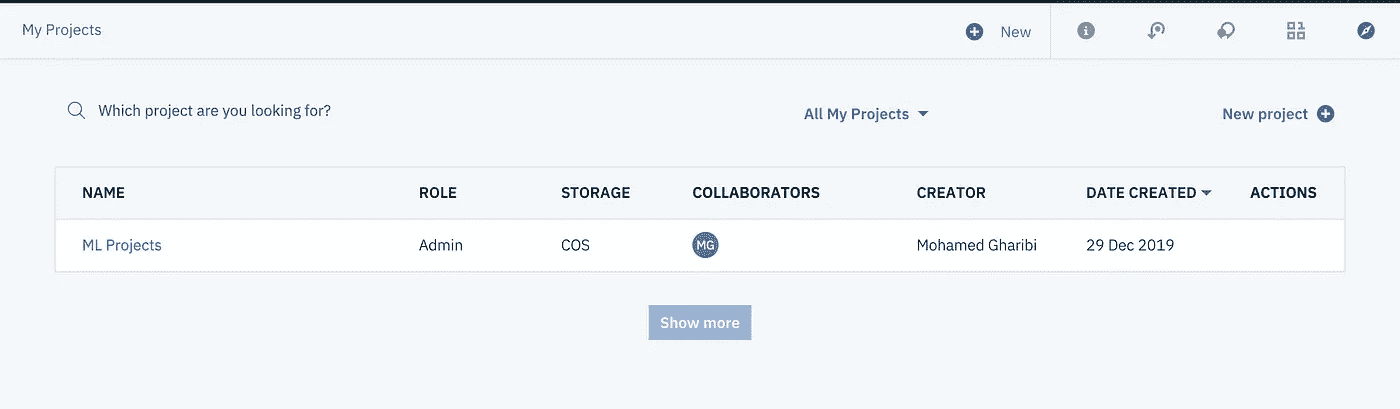 My Projects
New
Which project are you looking for?
All My Projects
New project
NAME ROLE STORAGE COLLABORATORS CREATOR DATE CREATED ACTIONS
ML Projects Admin COS MG Mohamed Gharibi 29 Dec 2019
Show more